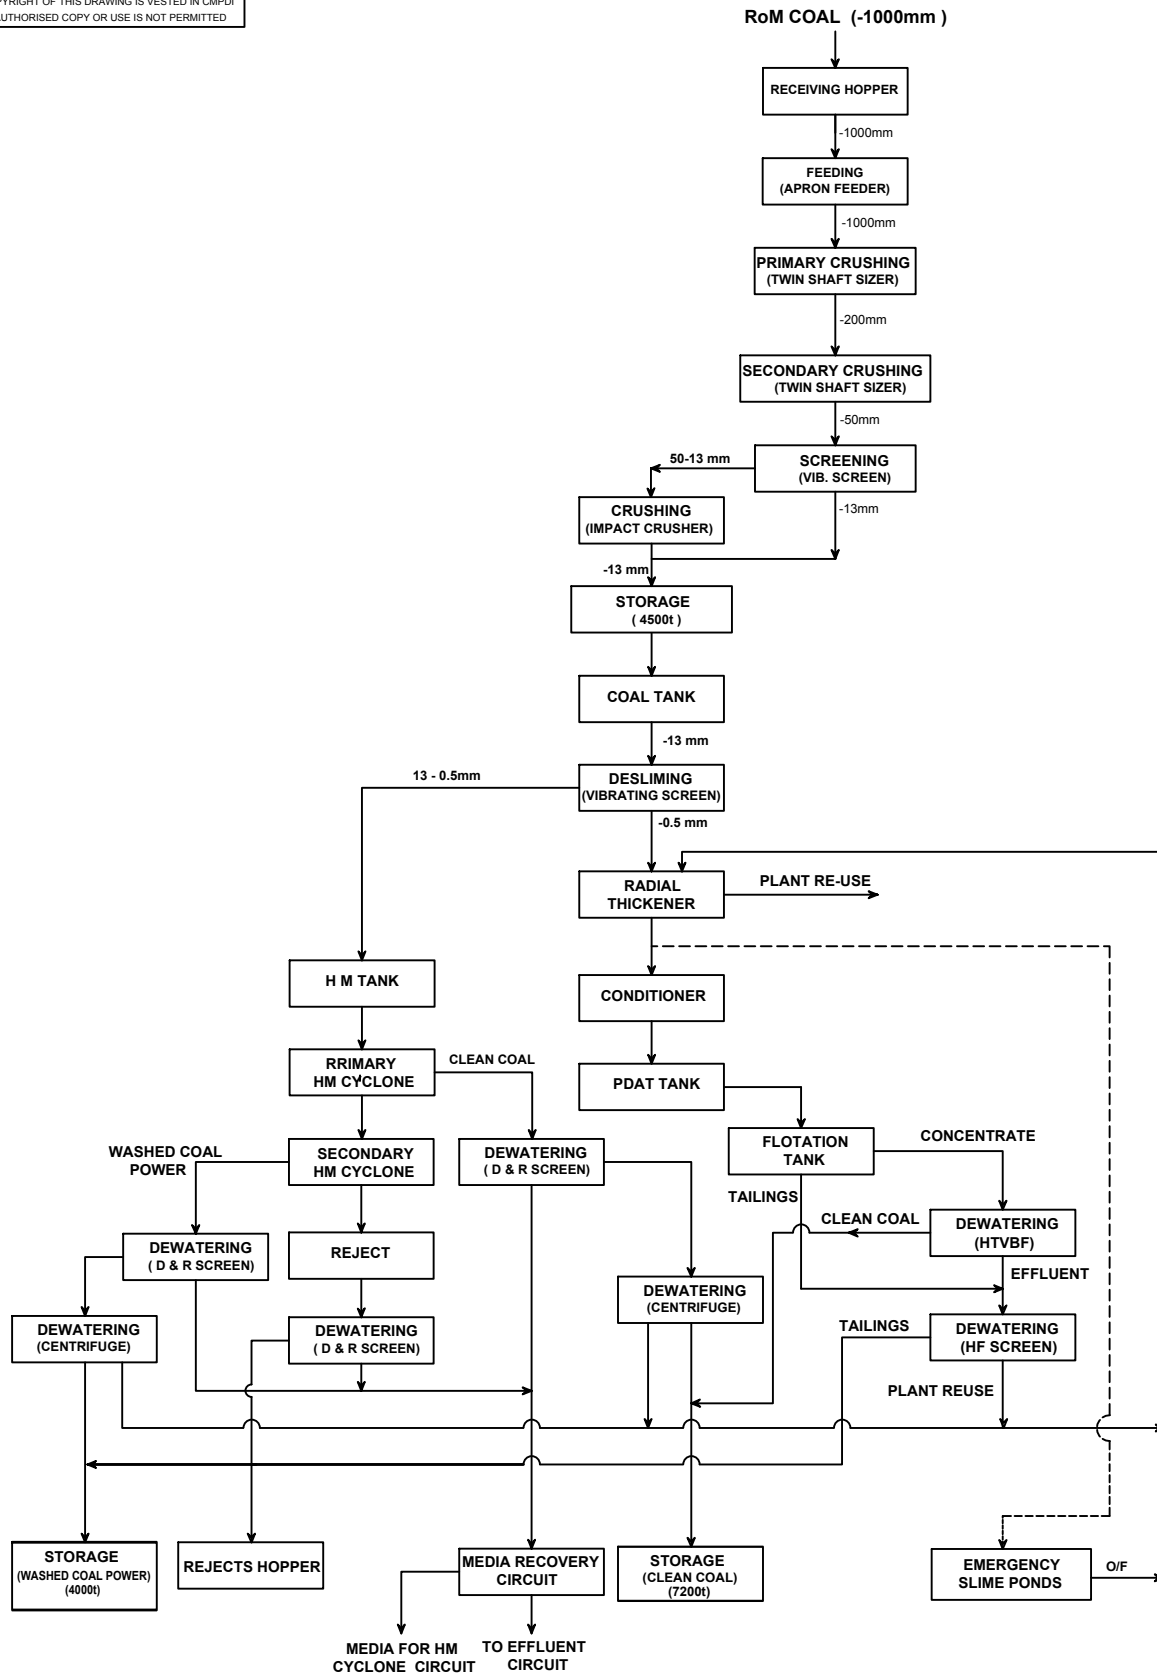 PYRIGHT OF THIS DRAWING IS VESTED IN CMPDI
UTHORISED COPY OR USE IS NOT PERMITTED
RoM COAL (-1000mm )
RECEIVING HOPPER
-1000mm
FEEDING
(APRON FEEDER)
-1000mm
PRIMARY CRUSHING
(TWIN SHAFT SIZER)
-200mm
SECONDARY CRUSHING
(TWIN SHAFT SIZER)
-50mm
50-13 mm
SCREENING
(VIB. SCREEN)
-13mm
CRUSHING
(IMPACT CRUSHER)
-13 mm
STORAGE
( 4500t )
COAL TANK
-13 mm
13 - 0.5mm
DESLIMING
(VIBRATING SCREEN)
-0.5 mm
RADIAL
THICKENER
PLANT RE-USE
H M TANK
CONDITIONER
RRIMARY
HM CYCLONE
CLEAN COAL
PDAT TANK
WASHED COAL
POWER
SECONDARY
HM CYCLONE
DEWATERING
( D & R SCREEN)
FLOTATION
TANK
CONCENTRATE
TAILINGS
CLEAN COAL
DEWATERING
(HTVBF)
EFFLUENT
DEWATERING
( D & R SCREEN)
REJECT
DEWATERING
(CENTRIFUGE)
DEWATERING
(CENTRIFUGE)
DEWATERING
( D & R SCREEN)
TAILINGS
DEWATERING
(HF SCREEN)
PLANT REUSE
STORAGE
(WASHED COAL POWER)
(4000t)
REJECTS HOPPER
MEDIA RECOVERY
CIRCUIT
STORAGE
(CLEAN COAL)
(7200t)
EMERGENCY
SLIME PONDS
O/F
MEDIA FOR HM
CYCLONE CIRCUIT
TO EFFLUENT
CIRCUIT